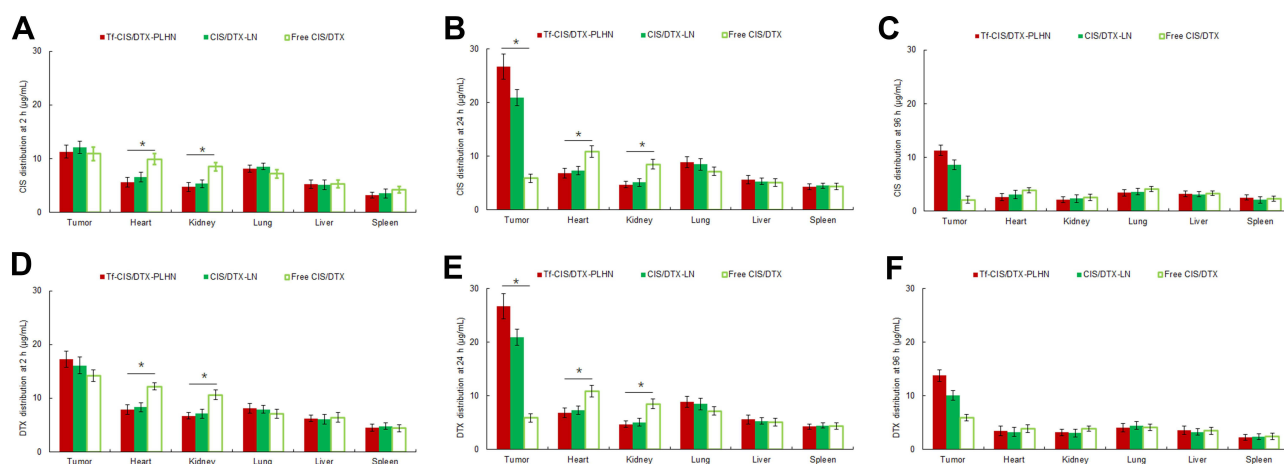 A
Tf-CIS/DTX-PLHN CIS/DTX-LN Free CIS/DTX
CIS distribution at 2 h (µg/mL)
30
20
10
0
* *
Tumor Heart Kidney Lung Liver Spleen
B
Tf-CIS/DTX-PLHN CIS/DTX-LN Free CIS/DTX
CIS distribution at 24 h (µg/mL)
30
20
10
0
* * *
Tumor Heart Kidney Lung Liver Spleen
C
Tf-CIS/DTX-PLHN CIS/DTX-LN Free CIS/DTX
CIS distribution at 96 h (µg/mL)
30
20
10
0
Tumor Heart Kidney Lung Liver Spleen
D
Tf-CIS/DTX-PLHN CIS/DTX-LN Free CIS/DTX
DTX distribution at 2 h (µg/mL)
30
20
10
0
* *
Tumor Heart Kidney Lung Liver Spleen
E
Tf-CIS/DTX-PLHN CIS/DTX-LN Free CIS/DTX
DTX distribution at 24 h (µg/mL)
30
20
10
0
* * *
Tumor Heart Kidney Lung Liver Spleen
F
Tf-CIS/DTX-PLHN CIS/DTX-LN Free CIS/DTX
DTX distribution at 96 h (µg/mL)
30
20
10
0
Tumor Heart Kidney Lung Liver Spleen